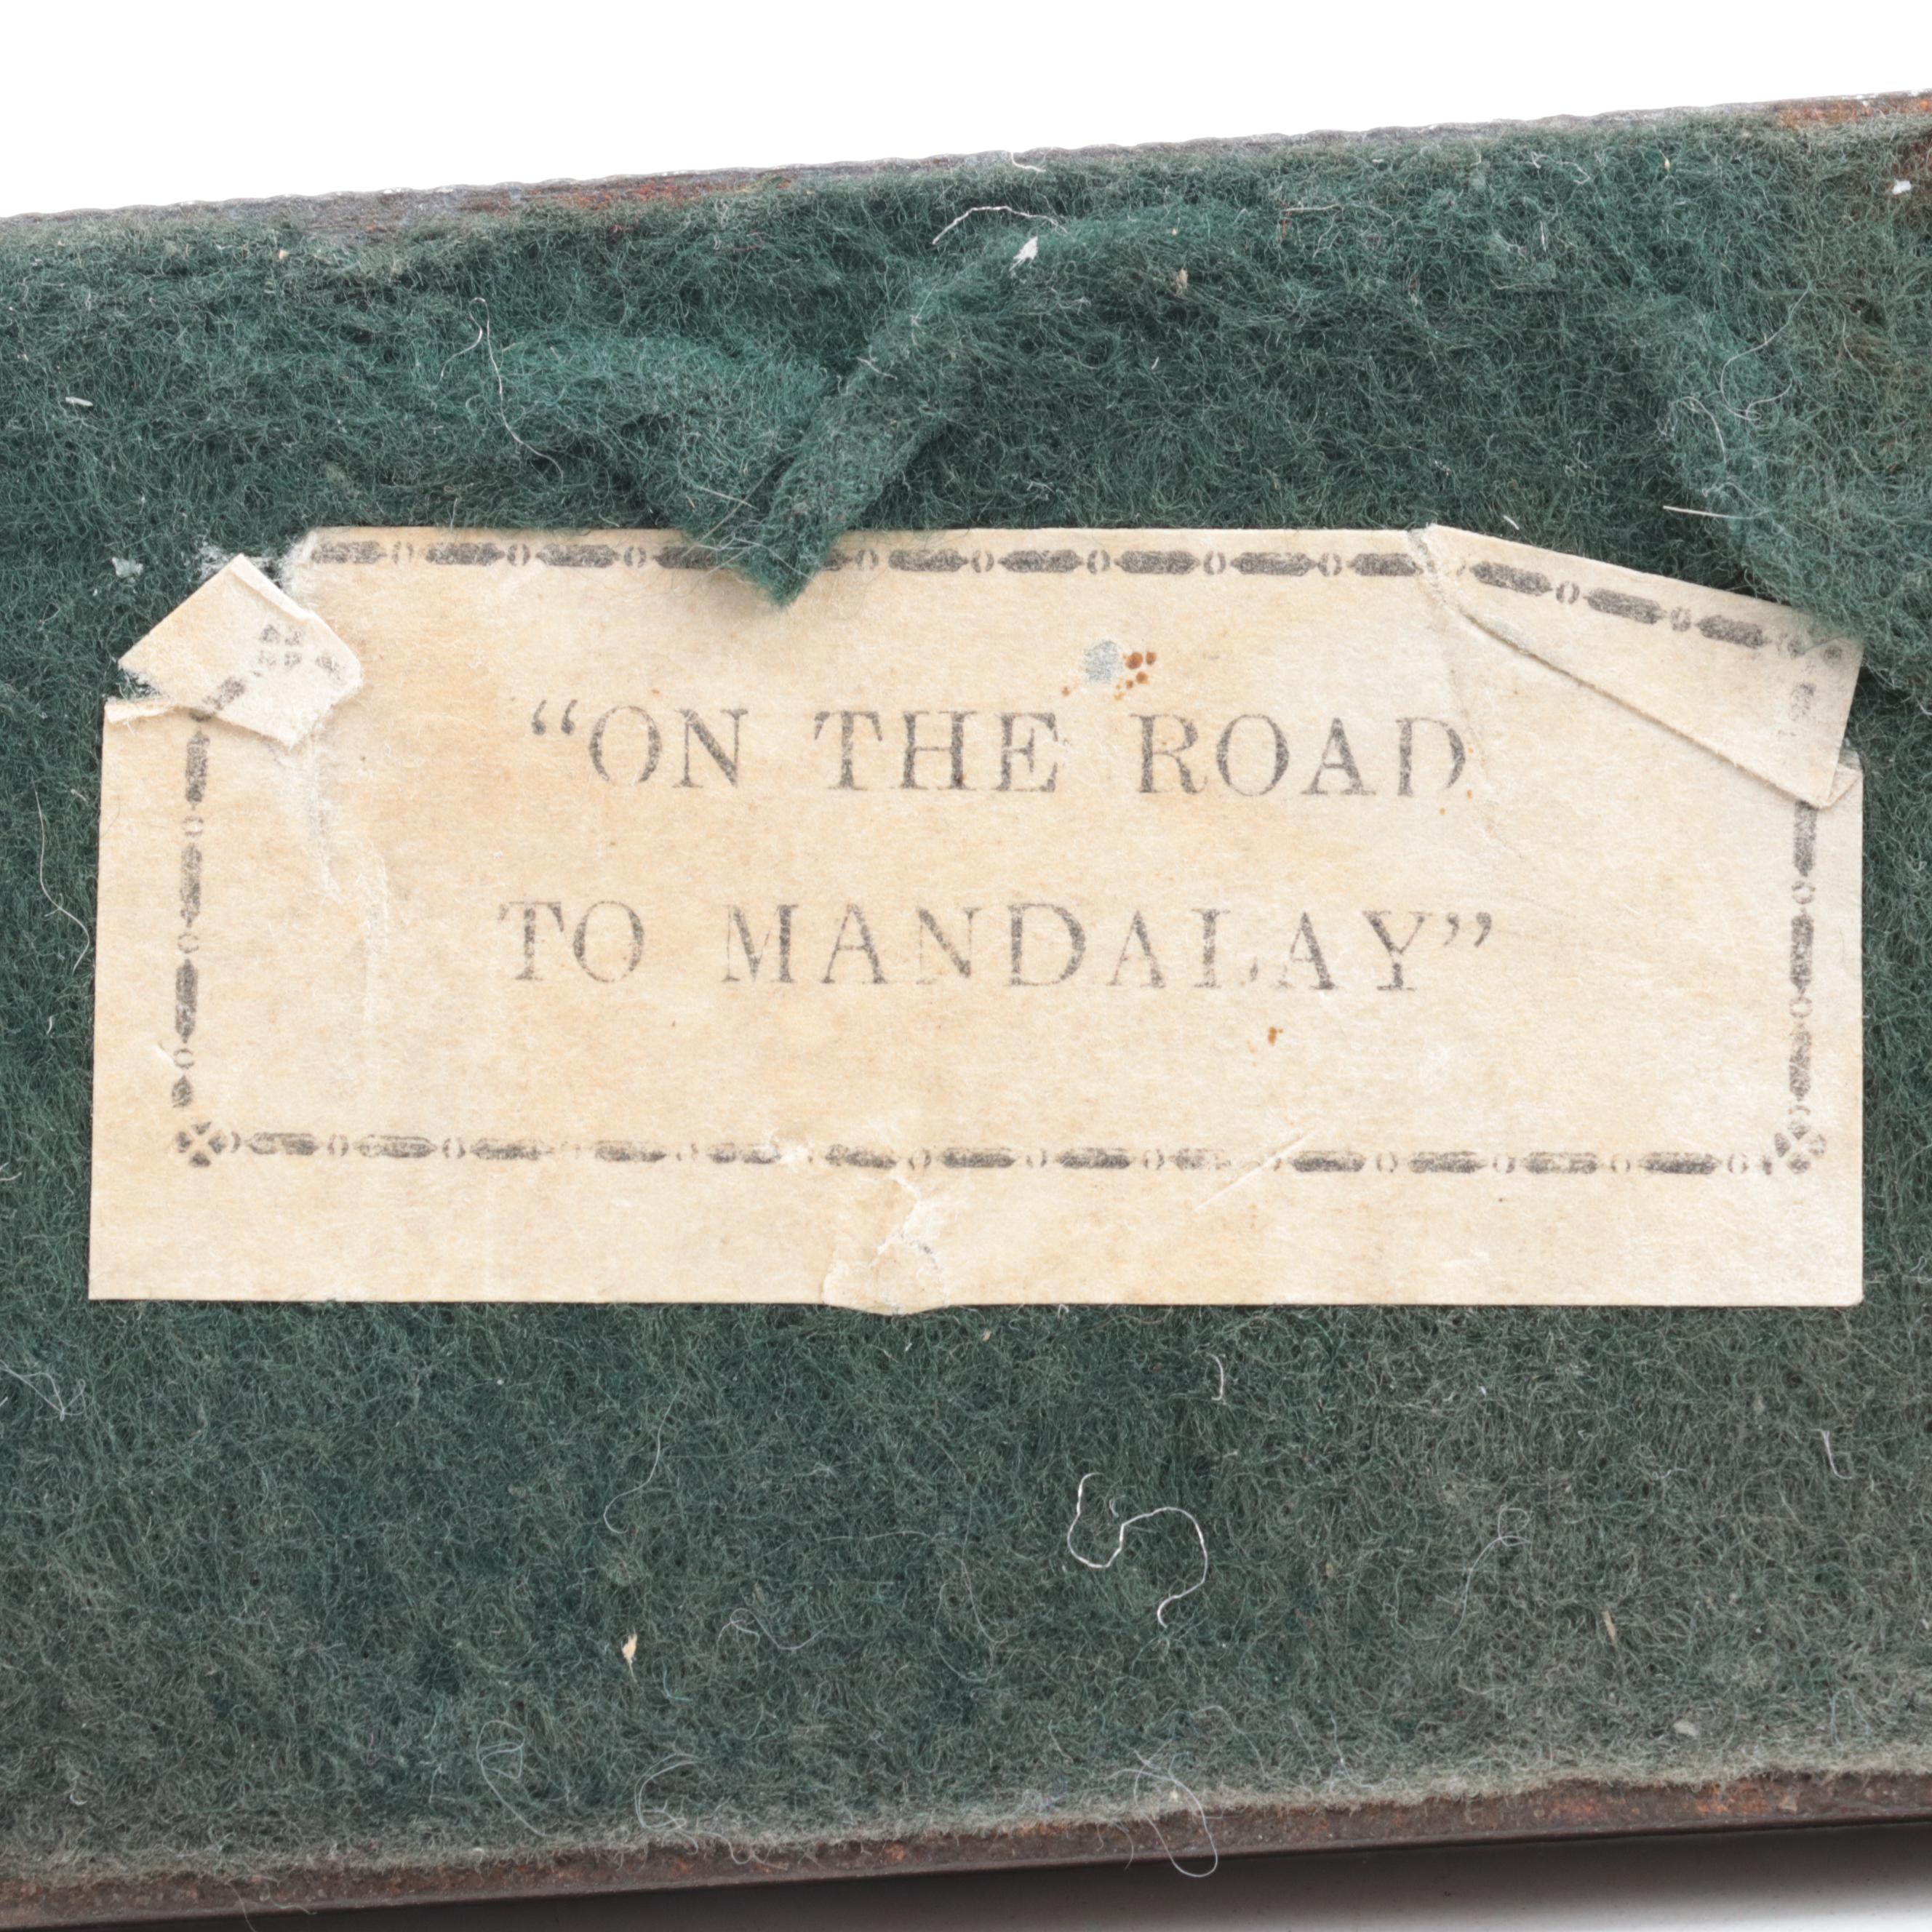 “ON THE ROAD
TO MANDALAY”